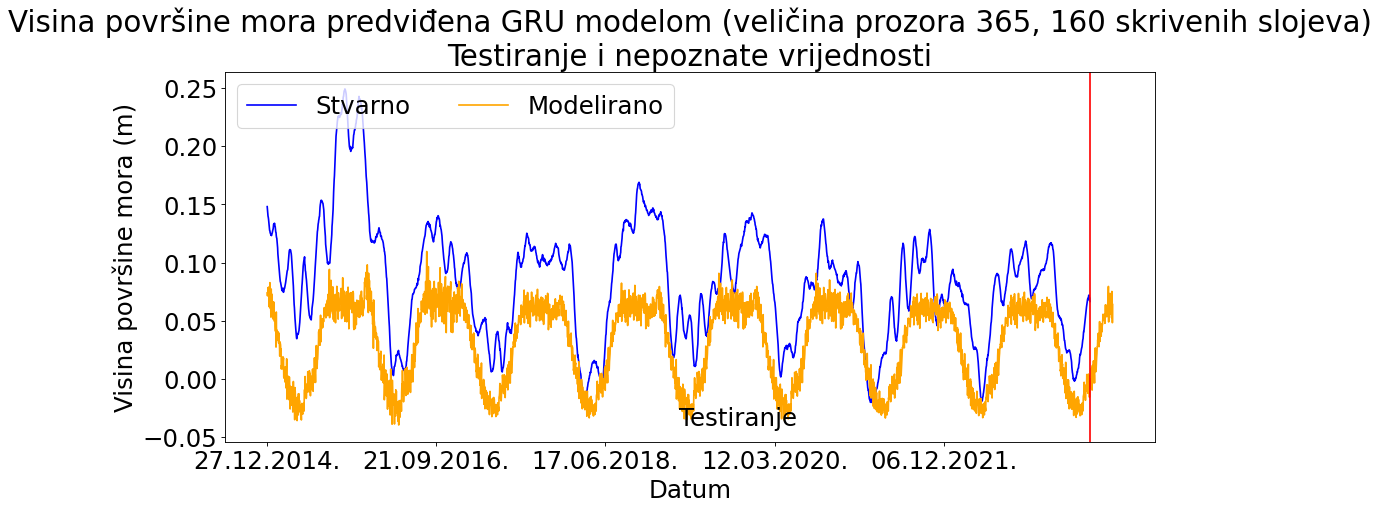 Visina površine mora predviđena GRU modelom (veličina prozora 365, 160 skrivenih slojeva)
Testiranje i nepoznate vrijednosti
Stvarno
Modelirano
Visina površine mora (m)
0.25
0.20
0.15
0.10
0.05
0.00
−0.05
Testiranje
27.12.2014.
21.09.2016.
17.06.2018.
12.03.2020.
06.12.2021.
Datum